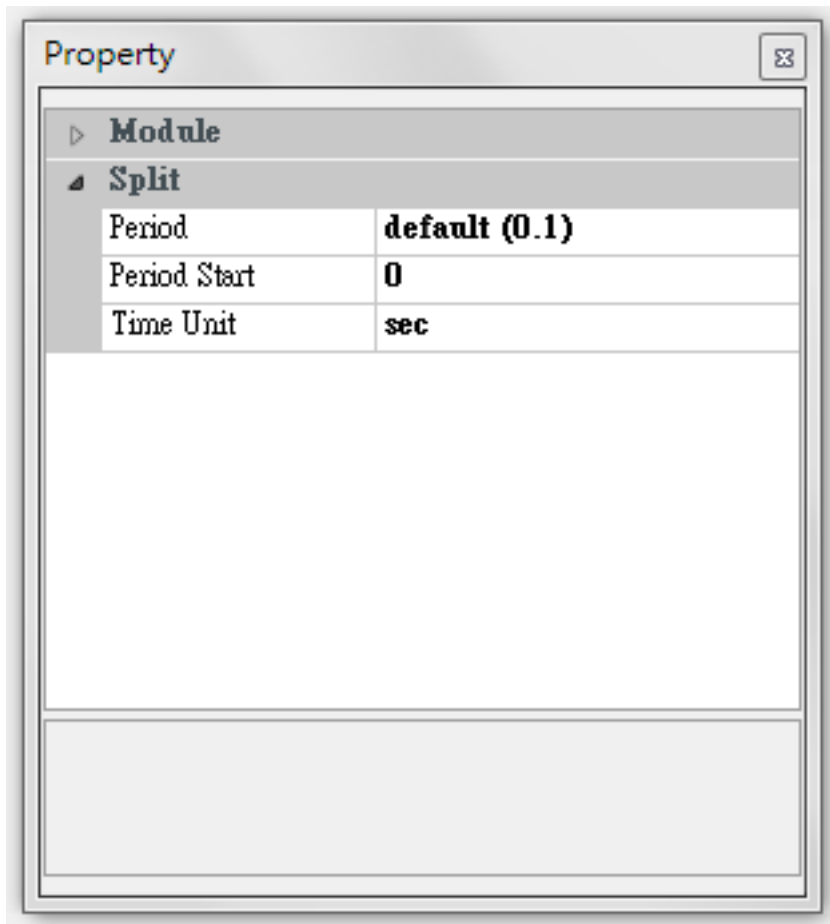 Property
Module
Split
Period default (0.1)
Period Start 0
Time Unit sec